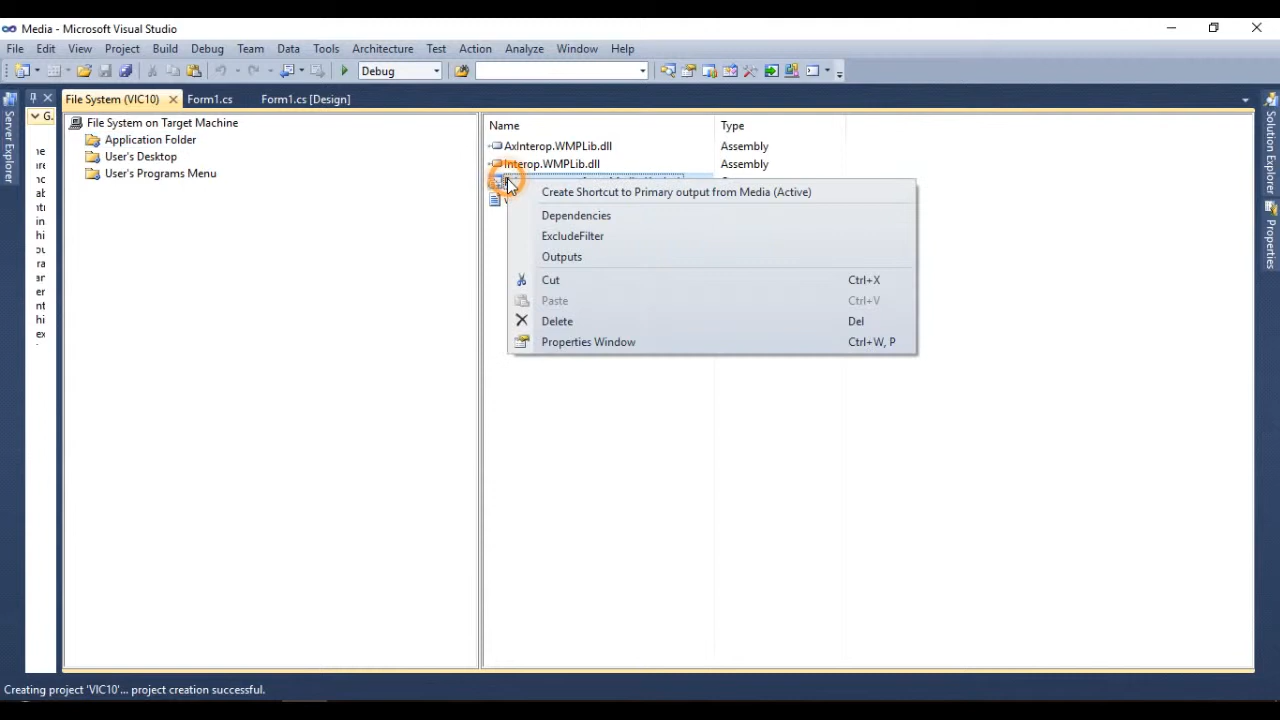 Media - Microsoft Visual Studio
File Edit View Project Build Debug Team Data Tools Architecture Test Action Analyze Window Help
Debug
G.
File System (VIC10) Form1.cs Form1.cs [Design]
Server Explorer
Solution Explorer
Properties
File System on Target Machine
Application Folder
User's Desktop
User's Programs Menu
Name Type
AxInterop.WMPLib.dll Assembly
Interop.WMPLib.dll Assembly
Create Shortcut to Primary output from Media (Active)
Dependencies
ExcludeFilter
Outputs
Cut Ctrl+X
Paste Ctrl+V
Delete Del
Properties Window Ctrl+W, P
Creating project 'VIC10'... project creation successful.